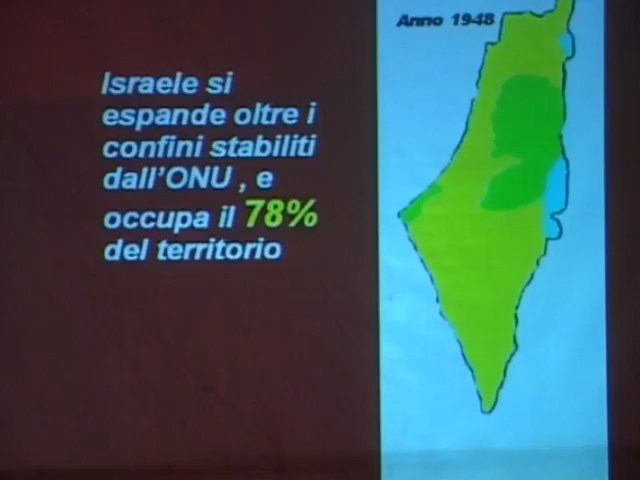 Anno 1948
Israele si
espande oltre i
confini stabiliti
dall'ONU , e
occupa il 78%
del territorio